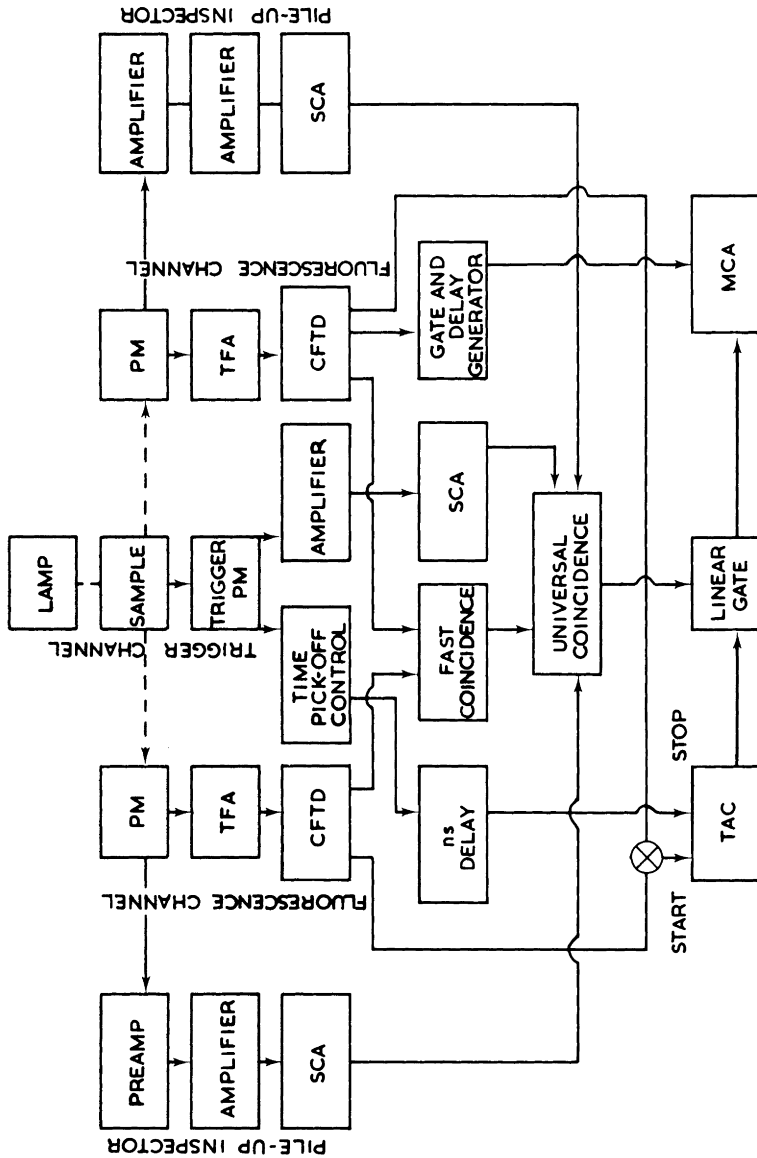 LAMP
SAMPLE
TRIGGER
PM
TRIGGER CHANNEL
PILE-UP INSPECTOR
PREAMP
AMPLIFIER
SCA
FLUORESCENCE CHANNEL
PM
TFA
CFTD
TIME
PICK-OFF
CONTROL
AMPLIFIER
FLUORESCENCE CHANNEL
PM
TFA
CFTD
PILE-UP INSPECTOR
AMPLIFIER
AMPLIFIER
SCA
ns
DELAY
FAST
COINCIDENCE
SCA
GATE AND
DELAY
GENERATOR
UNIVERSAL
COINCIDENCE
START
STOP
TAC
LINEAR
GATE
MCA